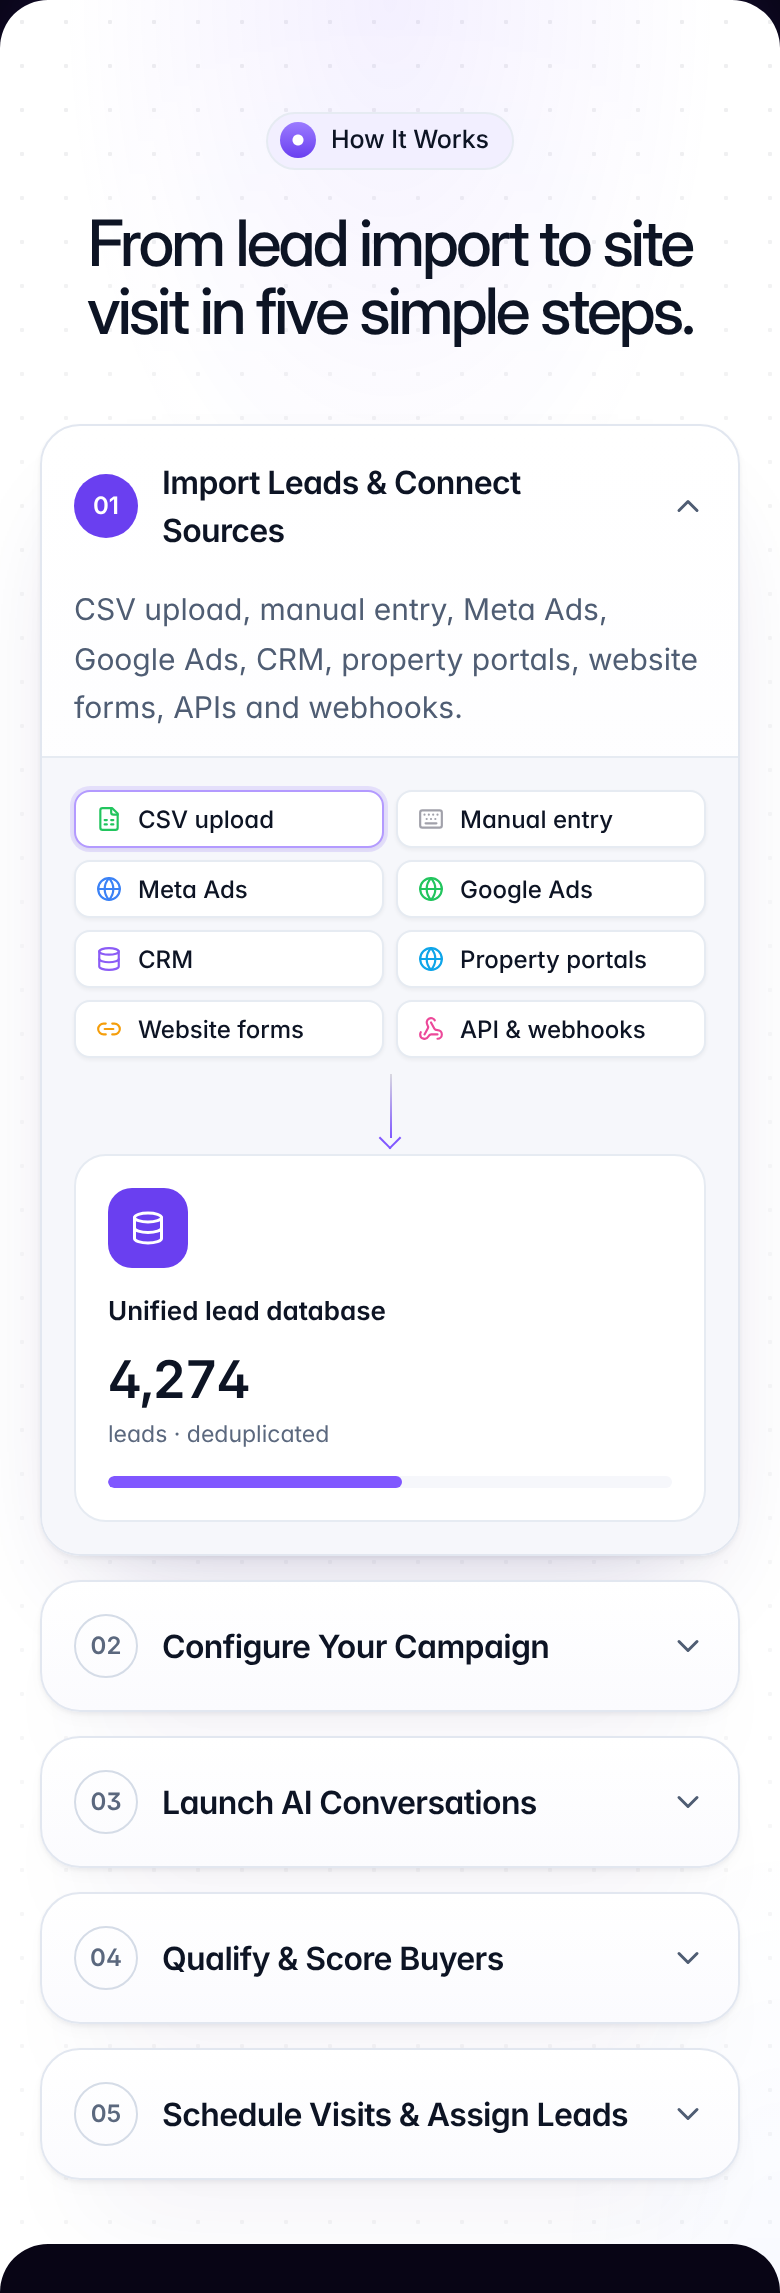 How It Works
From lead import to site
visit in five simple steps.
01
Import Leads & Connect
Sources
CSV upload, manual entry, Meta Ads,
Google Ads, CRM, property portals, website
forms, APIs and webhooks.
CSV upload
Manual entry
Meta Ads
Google Ads
CRM
Property portals
Website forms
API & webhooks
Unified lead database
4,274
leads · deduplicated
02
Configure Your Campaign
03
Launch AI Conversations
04
Qualify & Score Buyers
05
Schedule Visits & Assign Leads